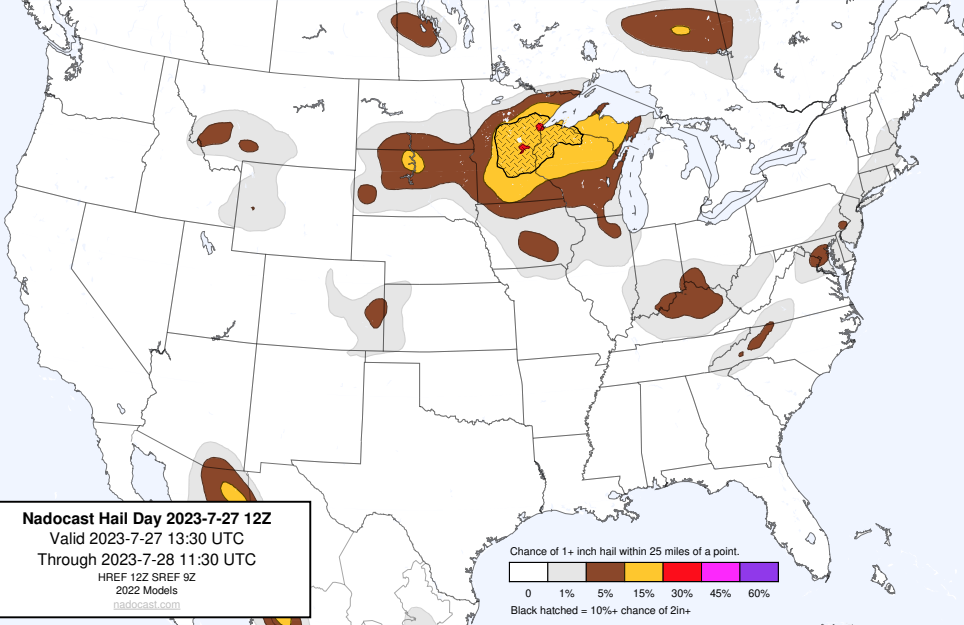 Nadocast Hail Day 2023-7-27 12Z
Valid 2023-7-27 13:30 UTC
Through 2023-7-28 11:30 UTC
HREF 12Z SREF 9Z
2022 Models
nadocast.com
Chance of 1+ inch hail within 25 miles of a point.
0 1% 5% 15% 30% 45% 60%
Black hatched = 10%+ chance of 2in+